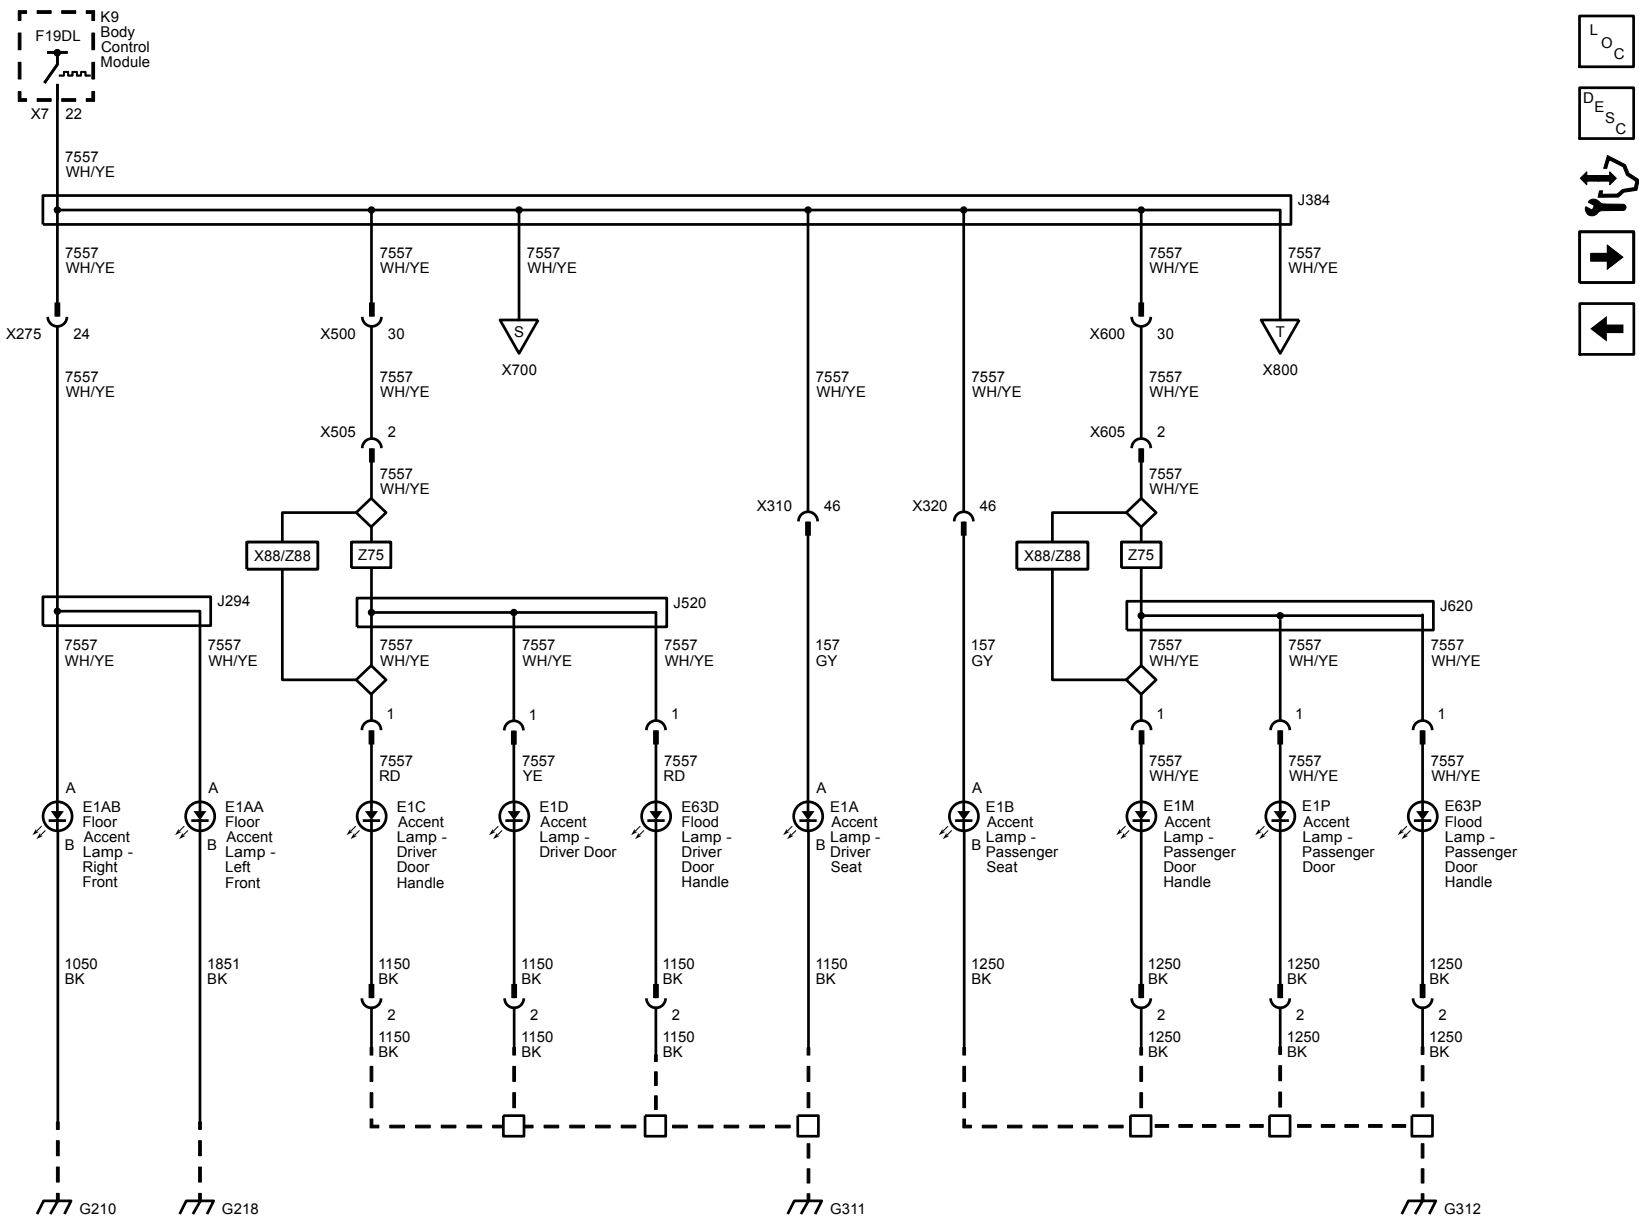 K9
Body
Control
Module
F19DL
X7 22
L
O
C
D
E
S
C
7557
WH/YE
J384
7557
WH/YE
7557
WH/YE
7557
WH/YE
7557
WH/YE
7557
WH/YE
X275 24
X500 30
S
X700
X600 30
T
X800
7557
WH/YE
7557
WH/YE
7557
WH/YE
7557
WH/YE
7557
WH/YE
X505 2
X605 2
7557
WH/YE
7557
WH/YE
X310 46
X320 46
X88/Z88
Z75
X88/Z88
Z75
J294
J520
J620
7557
WH/YE
7557
WH/YE
7557
WH/YE
7557
WH/YE
7557
WH/YE
157
GY
157
GY
7557
WH/YE
7557
WH/YE
7557
WH/YE
1
1
1
1
1
1
7557
RD
7557
YE
7557
RD
7557
WH/YE
7557
WH/YE
7557
WH/YE
A
B
E1AB
Floor
Accent
Lamp -
Right
Front
A
B
E1AA
Floor
Accent
Lamp -
Left
Front
E1C
Accent
Lamp -
Driver
Door
Handle
E1D
Accent
Lamp -
Driver Door
E63D
Flood
Lamp -
Driver
Door
Handle
A
B
E1A
Accent
Lamp -
Driver
Seat
A
B
E1B
Accent
Lamp -
Passenger
Seat
E1M
Accent
Lamp -
Passenger
Door
Handle
E1P
Accent
Lamp -
Passenger
Door
E63P
Flood
Lamp -
Passenger
Door
Handle
1050
BK
1851
BK
1150
BK
1150
BK
1150
BK
1150
BK
1250
BK
1250
BK
1250
BK
1250
BK
2
2
2
2
2
2
1150
BK
1150
BK
1150
BK
1250
BK
1250
BK
1250
BK
G210
G218
G311
G312